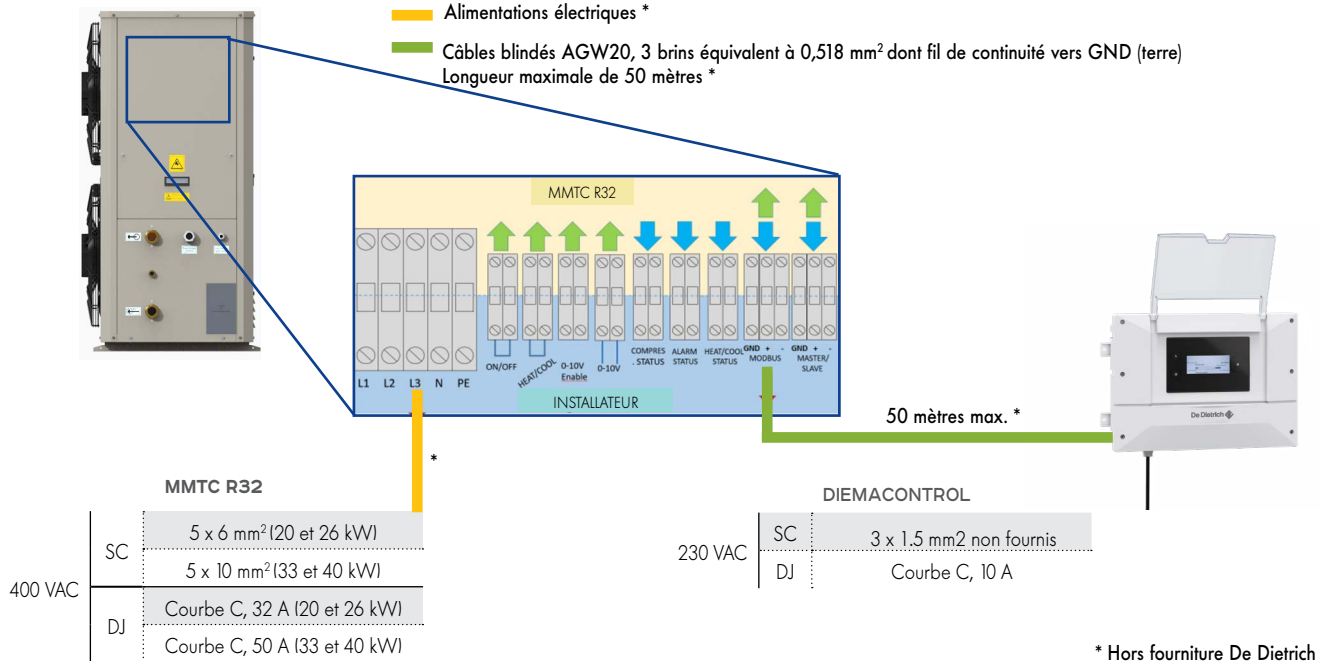 Alimentations électriques *
Câbles blindés AGW20, 3 brins équivalent à 0,518 mm² dont fil de continuité vers GND (terre)
Longueur maximale de 50 mètres *
MMTC R32
L1 L2 L3 N PE
ON/OFF
HEAT/COOL
0-10V
Enable
0-10V
COMPRES
. STATUS
ALARM
STATUS
HEAT/COOL
STATUS
GND + -
MODBUS
GND + -
MASTER/
SLAVE
INSTALLATEUR
50 mètres max. *
De Dietrich
*
MMTC R32
400 VAC
SC
5 x 6 mm² (20 et 26 kW)
5 x 10 mm² (33 et 40 kW)
DJ
Courbe C, 32 A (20 et 26 kW)
Courbe C, 50 A (33 et 40 kW)
DIEMACONTROL
230 VAC
SC
3 x 1.5 mm2 non fournis
DJ
Courbe C, 10 A
* Hors fourniture De Dietrich